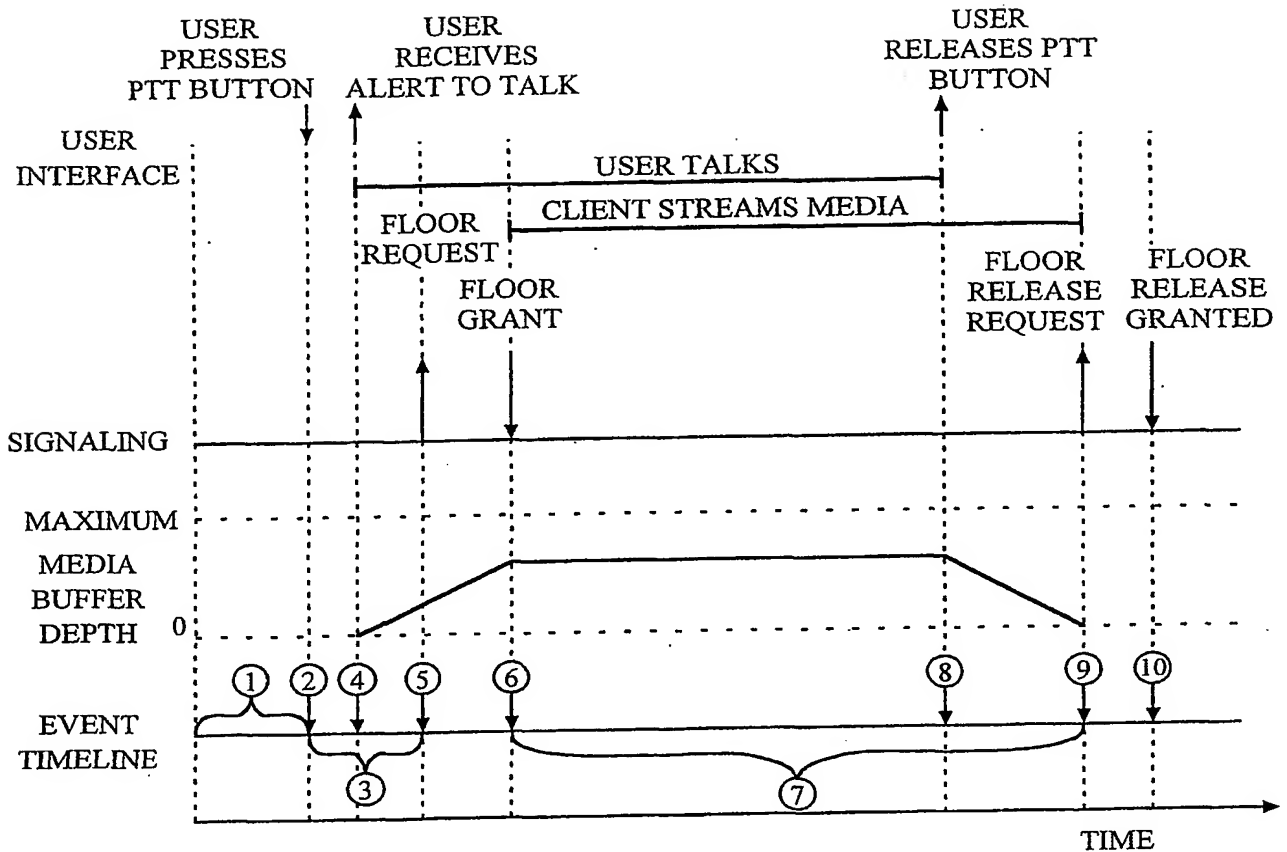 USER
PRESSES
PTT BUTTON
USER
RECEIVES
ALERT TO TALK
USER
RELEASES PTT
BUTTON
USER
INTERFACE
USER TALKS
CLIENT STREAMS MEDIA
FLOOR
REQUEST
FLOOR
GRANT
FLOOR
RELEASE
REQUEST
FLOOR
RELEASE
GRANTED
SIGNALING
MAXIMUM
MEDIA
BUFFER
DEPTH
0
1
2
4
5
6
8
9
10
EVENT
TIMELINE
3
7
TIME